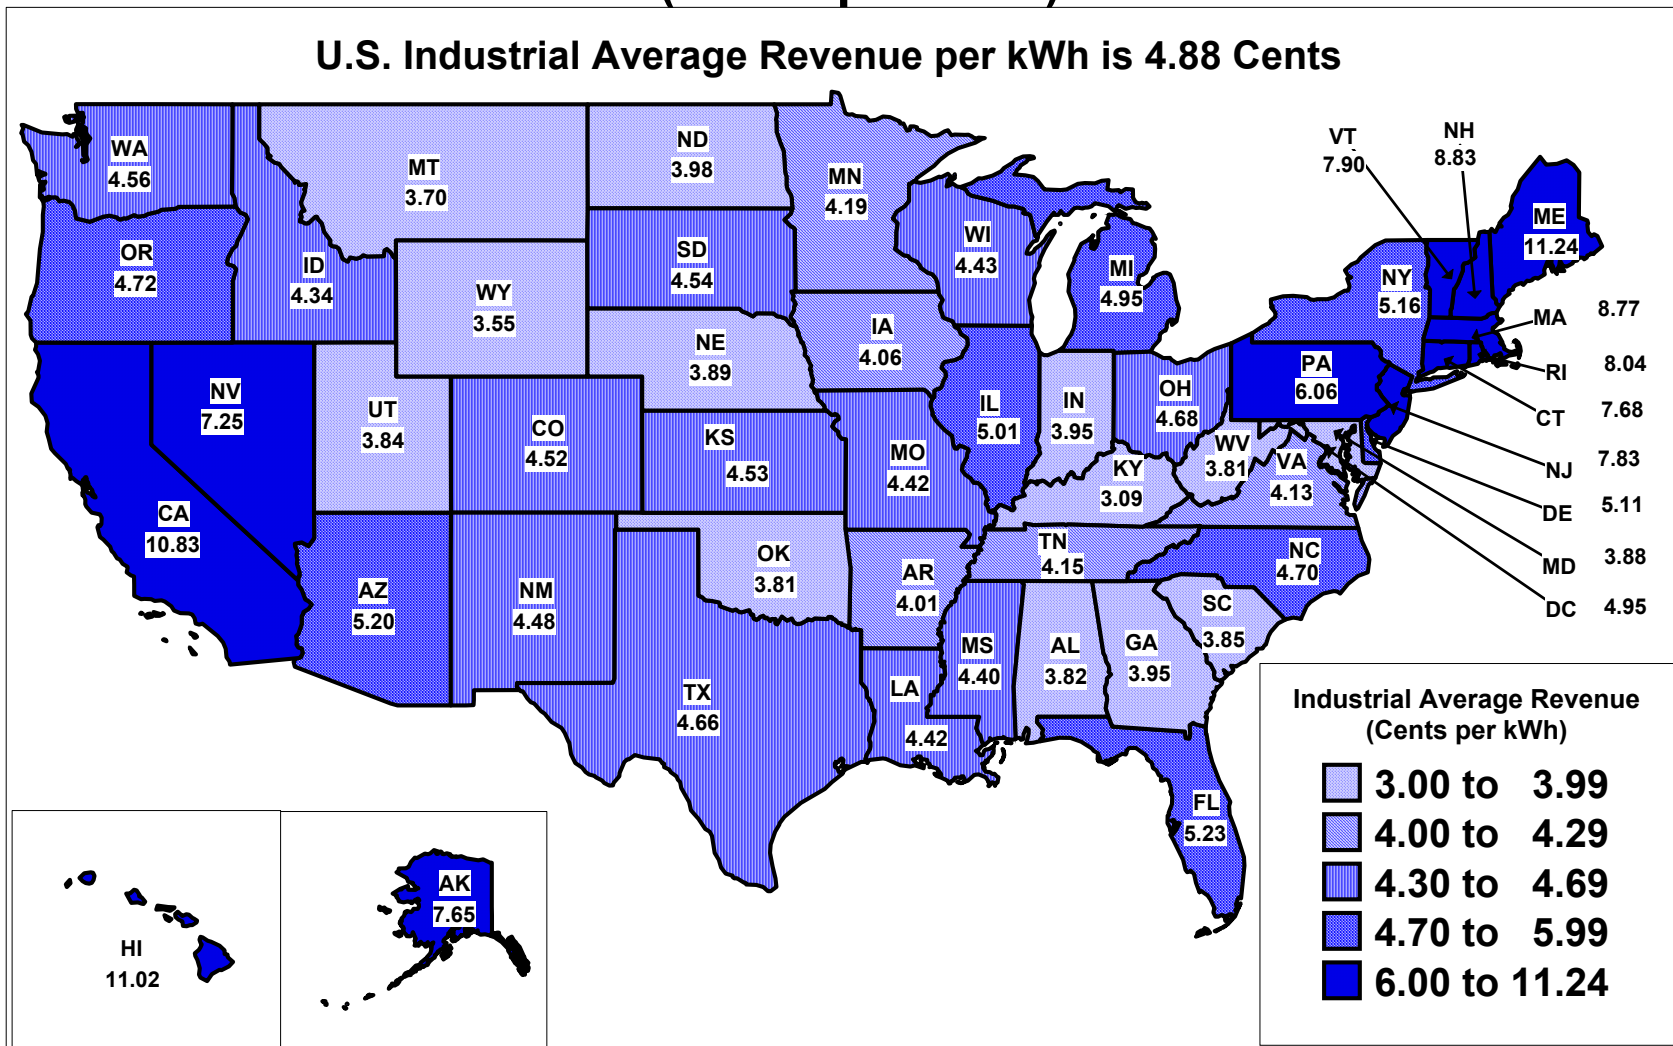 U.S. Industrial Average Revenue per kWh is 4.88 Cents
WA
4.56
MT
3.70
ND
3.98
MN
4.19
VT
7.90
NH
8.83
ME
11.24
OR
4.72
ID
4.34
WY
3.55
SD
4.54
WI
4.43
MI
4.95
NY
5.16
MA 8.77
RI 8.04
CT 7.68
NJ 7.83
DE 5.11
MD 3.88
DC 4.95
NV
7.25
UT
3.84
NE
3.89
IA
4.06
IL
5.01
IN
3.95
OH
4.68
PA
6.06
CO
4.52
KS
4.53
MO
4.42
KY
3.09
WV
3.81
VA
4.13
CA
10.83
AZ
5.20
NM
4.48
OK
3.81
AR
4.01
TN
4.15
NC
4.70
SC
3.85
TX
4.66
LA
4.42
MS
4.40
AL
3.82
GA
3.95
FL
5.23
HI
11.02
AK
7.65
Industrial Average Revenue
(Cents per kWh)
3.00 to 3.99
4.00 to 4.29
4.30 to 4.69
4.70 to 5.99
6.00 to 11.24